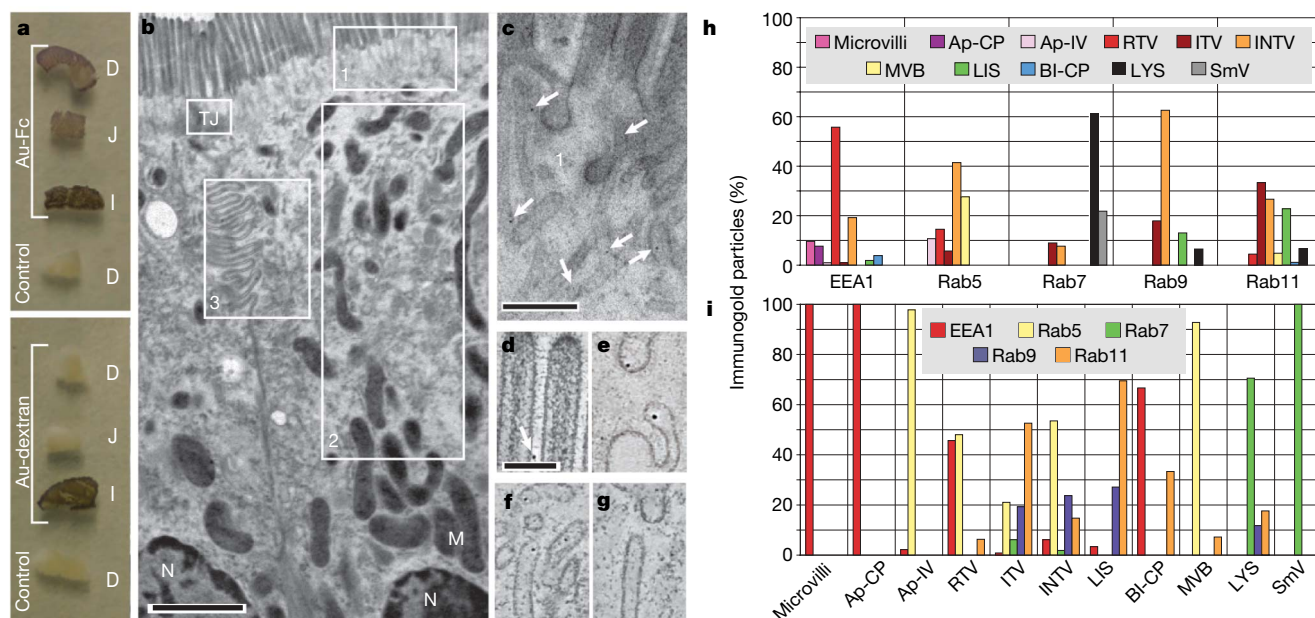 a
Au-Fc
D
J
I
Control
D
Au-dextran
D
J
I
Control
D
b
1
TJ
3
2
M
N
N
c
1
d
e
f
g
h
Immunogold particles (%)
100
80
60
40
20
0
Microvilli Ap-CP Ap-IV RTV ITV INTV
MVB LIS BI-CP LYS SmV
EEA1 Rab5 Rab7 Rab9 Rab11
i
100
80
60
40
20
0
EEA1 Rab5 Rab7
Rab9 Rab11
Microvilli Ap-CP Ap-IV RTV ITV INTV LIS BI-CP MVB LYS SmV